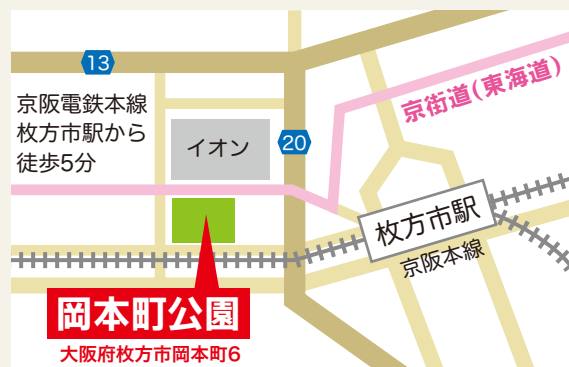 13
京街道(東海道)
京阪電鉄本線
枚方市駅から
徒歩5分
イオン
20
枚方市駅
京阪本線
岡本町公園
大阪府枚方市岡本町6